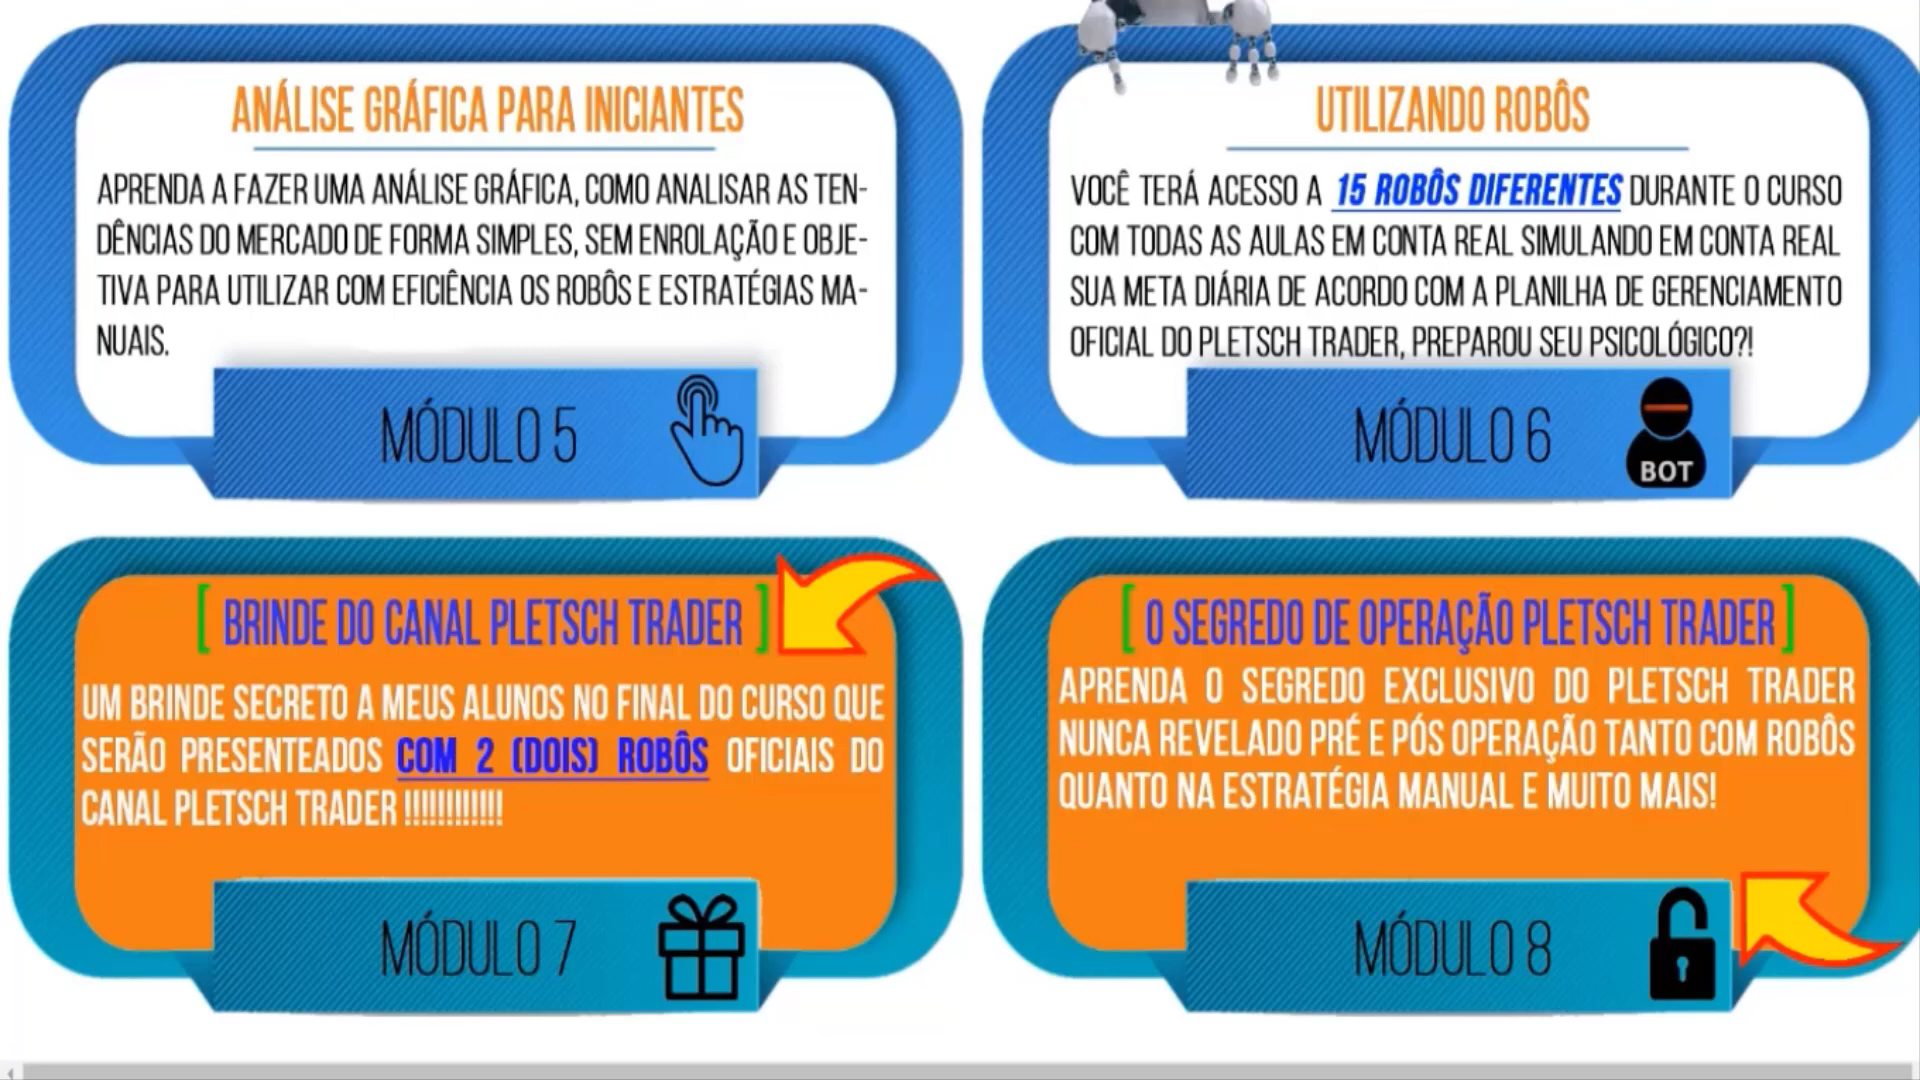 ANÁLISE GRÁFICA PARA INICIANTES
APRENDA A FAZER UMA ANÁLISE GRÁFICA, COMO ANALISAR AS TEN-
DÊNCIAS DO MERCADO DE FORMA SIMPLES, SEM ENROLAÇÃO E OBJE-
TIVA PARA UTILIZAR COM EFICIÊNCIA OS ROBÔS E ESTRATÉGIAS MA-
NUAIS.
MÓDULO 5
UTILIZANDO ROBÔS
VOCÊ TERÁ ACESSO A 15 ROBÔS DIFERENTES DURANTE O CURSO
COM TODAS AS AULAS EM CONTA REAL SIMULANDO EM CONTA REAL
SUA META DIÁRIA DE ACORDO COM A PLANILHA DE GERENCIAMENTO
OFICIAL DO PLETSCH TRADER, PREPAROU SEU PSICOLÓGICO?!
MÓDULO 6
BOT
[ BRINDE DO CANAL PLETSCH TRADER ]
UM BRINDE SECRETO A MEUS ALUNOS NO FINAL DO CURSO QUE
SERÃO PRESENTEADOS COM 2 (DOIS) ROBÔS OFICIAIS DO
CANAL PLETSCH TRADER !!!!!!!!!!!!!
MÓDULO 7
[ O SEGREDO DE OPERAÇÃO PLETSCH TRADER ]
APRENDA O SEGREDO EXCLUSIVO DO PLETSCH TRADER
NUNCA REVELADO PRÉ E PÓS OPERAÇÃO TANTO COM ROBÔS
QUANTO NA ESTRATÉGIA MANUAL E MUITO MAIS!
MÓDULO 8